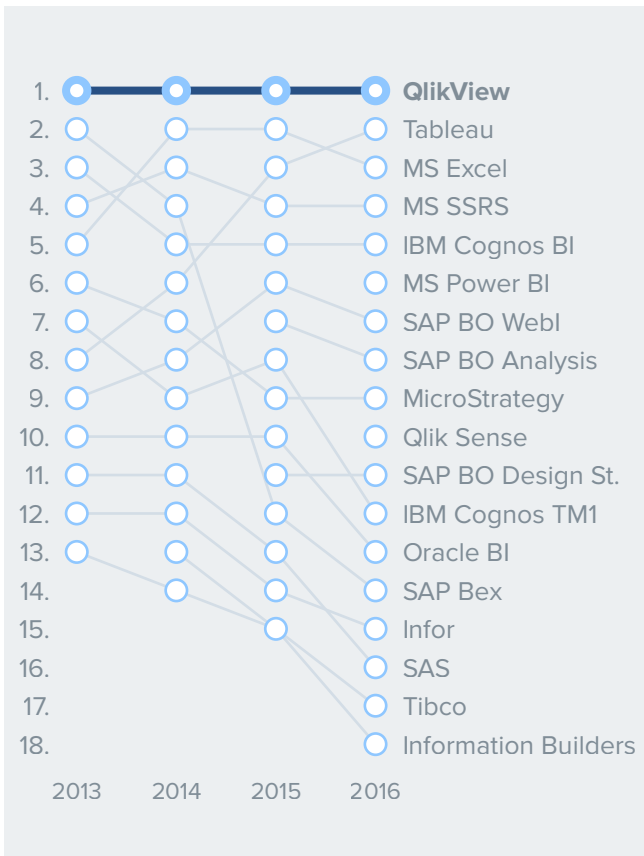 1. QlikView
2. Tableau
3. MS Excel
4. MS SSRS
5. IBM Cognos BI
6. MS Power BI
7. SAP BO WebI
8. SAP BO Analysis
9. MicroStrategy
10. Qlik Sense
11. SAP BO Design St.
12. IBM Cognos TM1
13. Oracle BI
14. SAP Bex
15. Infor
16. SAS
17. Tibco
18. Information Builders
2013 2014 2015 2016